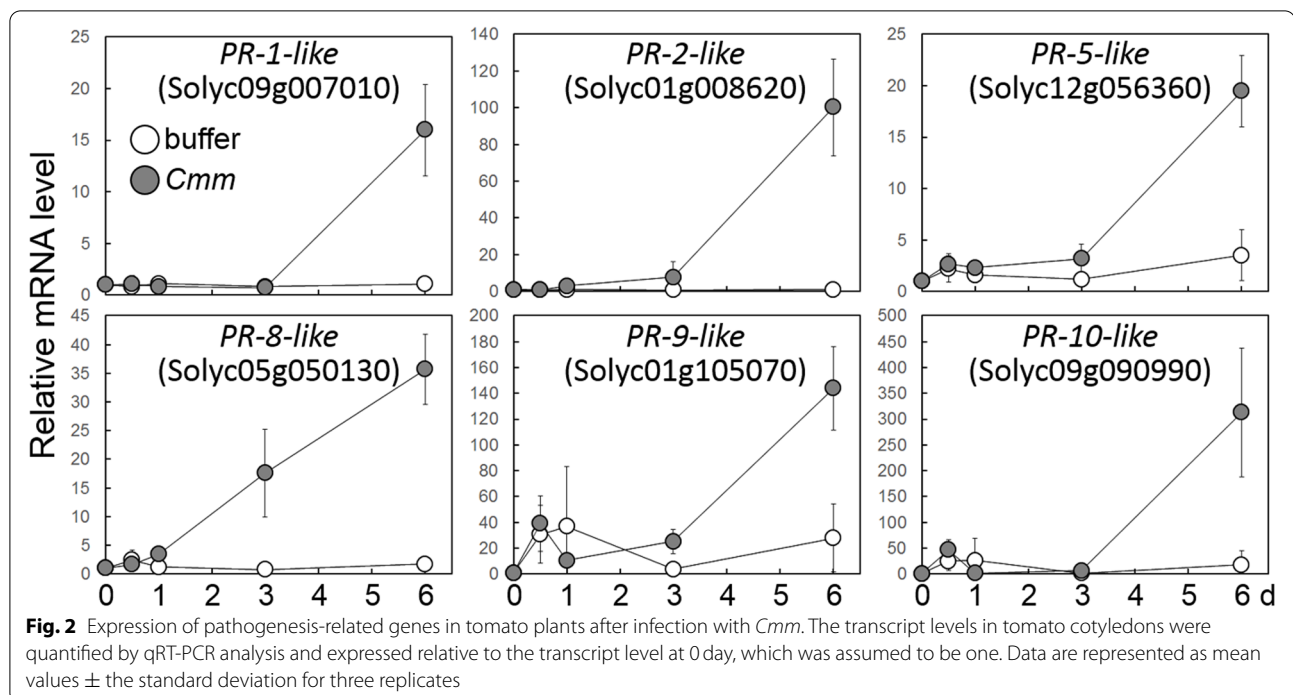 Relative mRNA level
25
20
15
10
5
0
PR-1-like
(Solyc09g007010)
buffer
Cmm
140
120
100
80
60
40
20
0
PR-2-like
(Solyc01g008620)
25
20
15
10
5
0
PR-5-like
(Solyc12g056360)
45
40
35
30
25
20
15
10
5
0
PR-8-like
(Solyc05g050130)
0 1 2 3 4 5 6
200
180
160
140
120
100
80
60
40
20
0
PR-9-like
(Solyc01g105070)
0 1 2 3 4 5 6
500
450
400
350
300
250
200
150
100
50
0
PR-10-like
(Solyc09g090990)
0 1 2 3 4 5 6 d
Fig. 2 Expression of pathogenesis-related genes in tomato plants after infection with Cmm. The transcript levels in tomato cotyledons were
quantified by qRT-PCR analysis and expressed relative to the transcript level at 0 day, which was assumed to be one. Data are represented as mean
values ± the standard deviation for three replicates